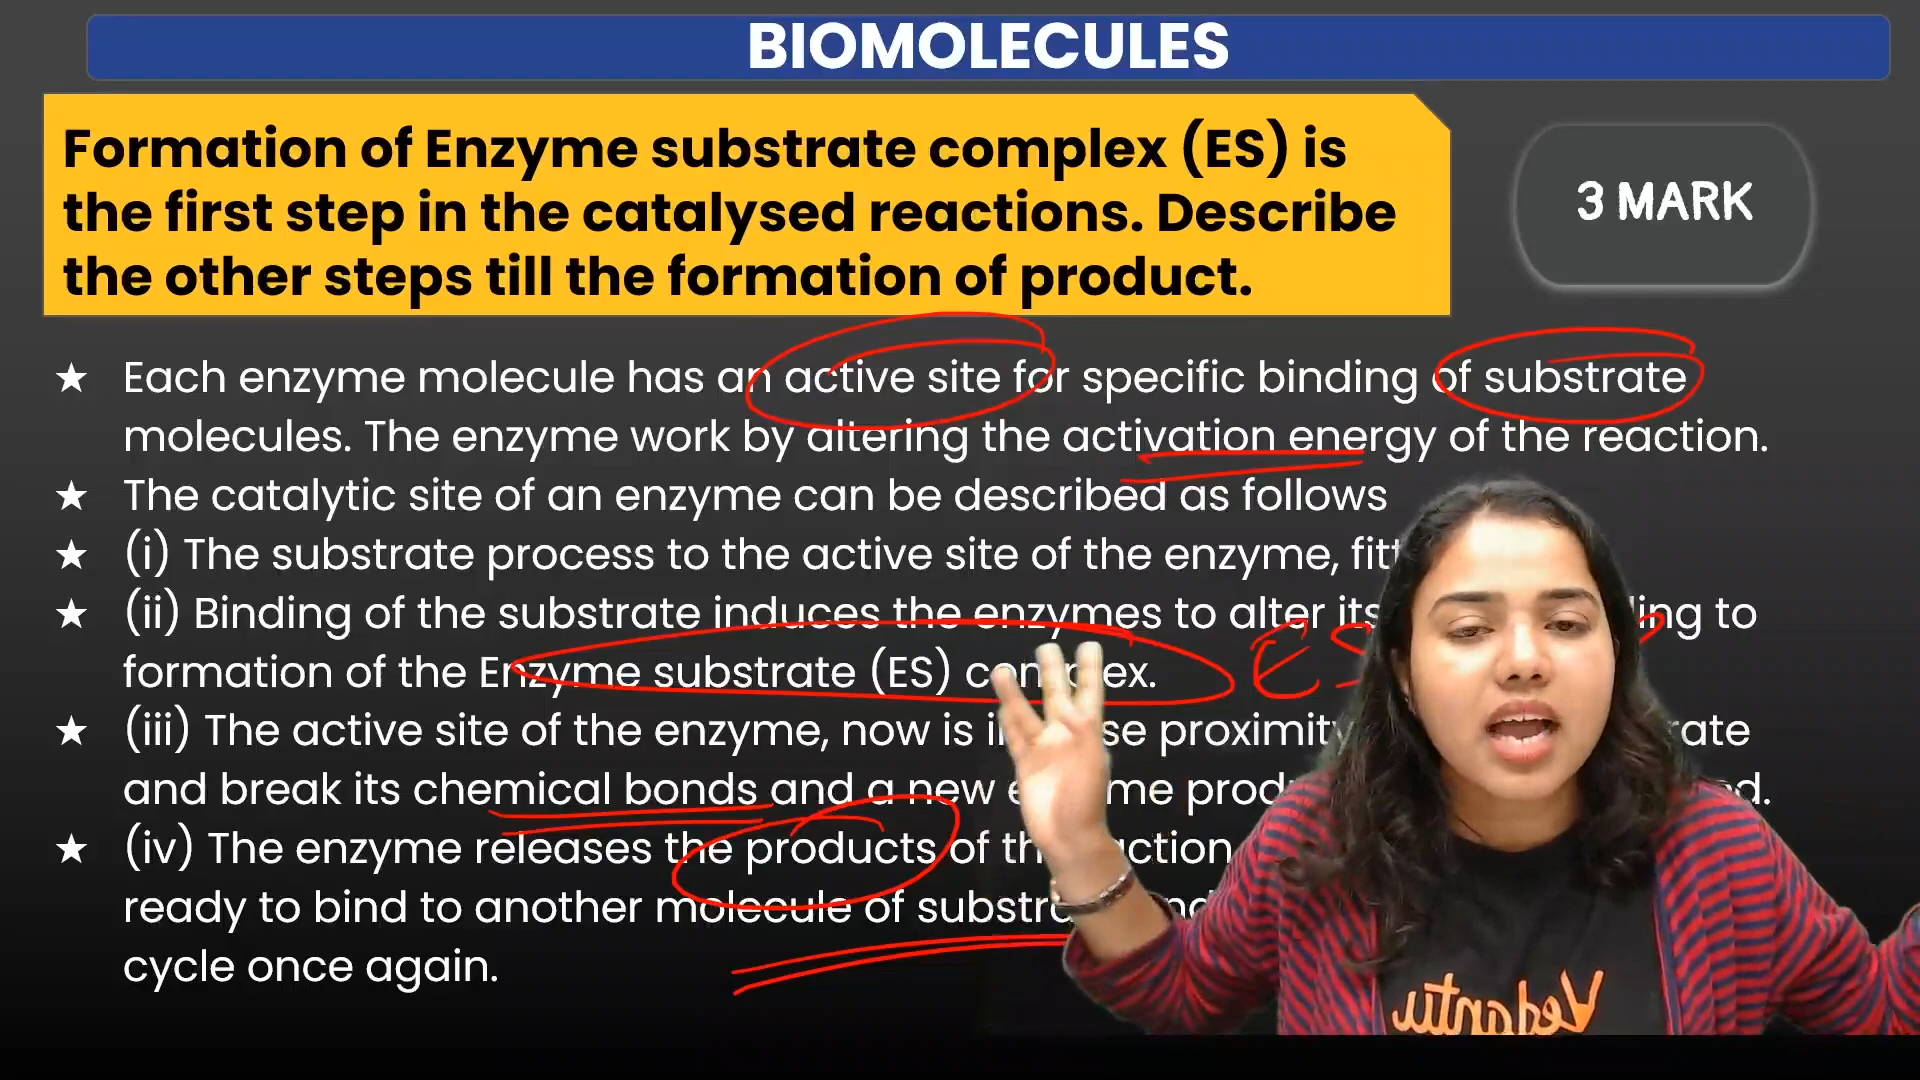 BIOMOLECULES
Formation of Enzyme substrate complex (ES) is
the first step in the catalysed reactions. Describe
the other steps till the formation of product.
3 MARK
★ Each enzyme molecule has an active site for specific binding of substrate
molecules. The enzyme work by altering the activation energy of the reaction.
★ The catalytic site of an enzyme can be described as follows
★ (i) The substrate process to the active site of the enzyme,
★ (ii) Binding of the substrate induces the enzymes to alter its to
formation of the Enzyme substrate (ES) complex.
ES
★ (iii) The active site of the enzyme, now is proximity
and break its chemical bonds and a new
★ (iv) The enzyme releases the products of
ready to bind to another molecule of
cycle once again.
Vedantu